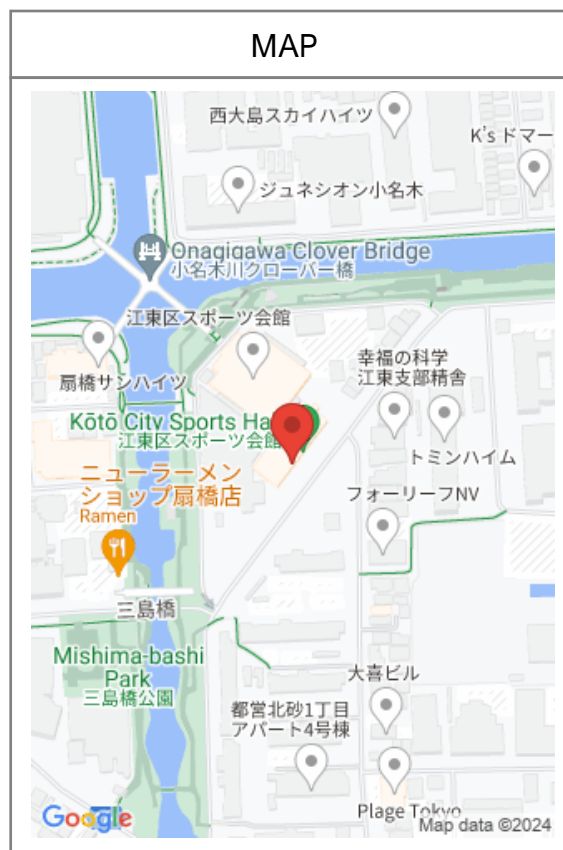 MAP
西大島スカイハイツ
K's ドマー
ジュネシオン小名木
Onagigawa Clover Bridge
小名木川クローバー橋
江東区スポーツ会館
幸福の科学
江東支部精舎
扇橋サンハイツ
Kōtō City Sports Ha
江東区スポーツ会館
トミンハイム
ニューラーメン
ショップ扇橋店
Ramen
フォーリーフNV
三島橋
Mishima-bashi
Park
三島橋公園
大喜ビル
都営北砂1丁目
アパート4号棟
Plage Tokyo
Google
Map data ©2024